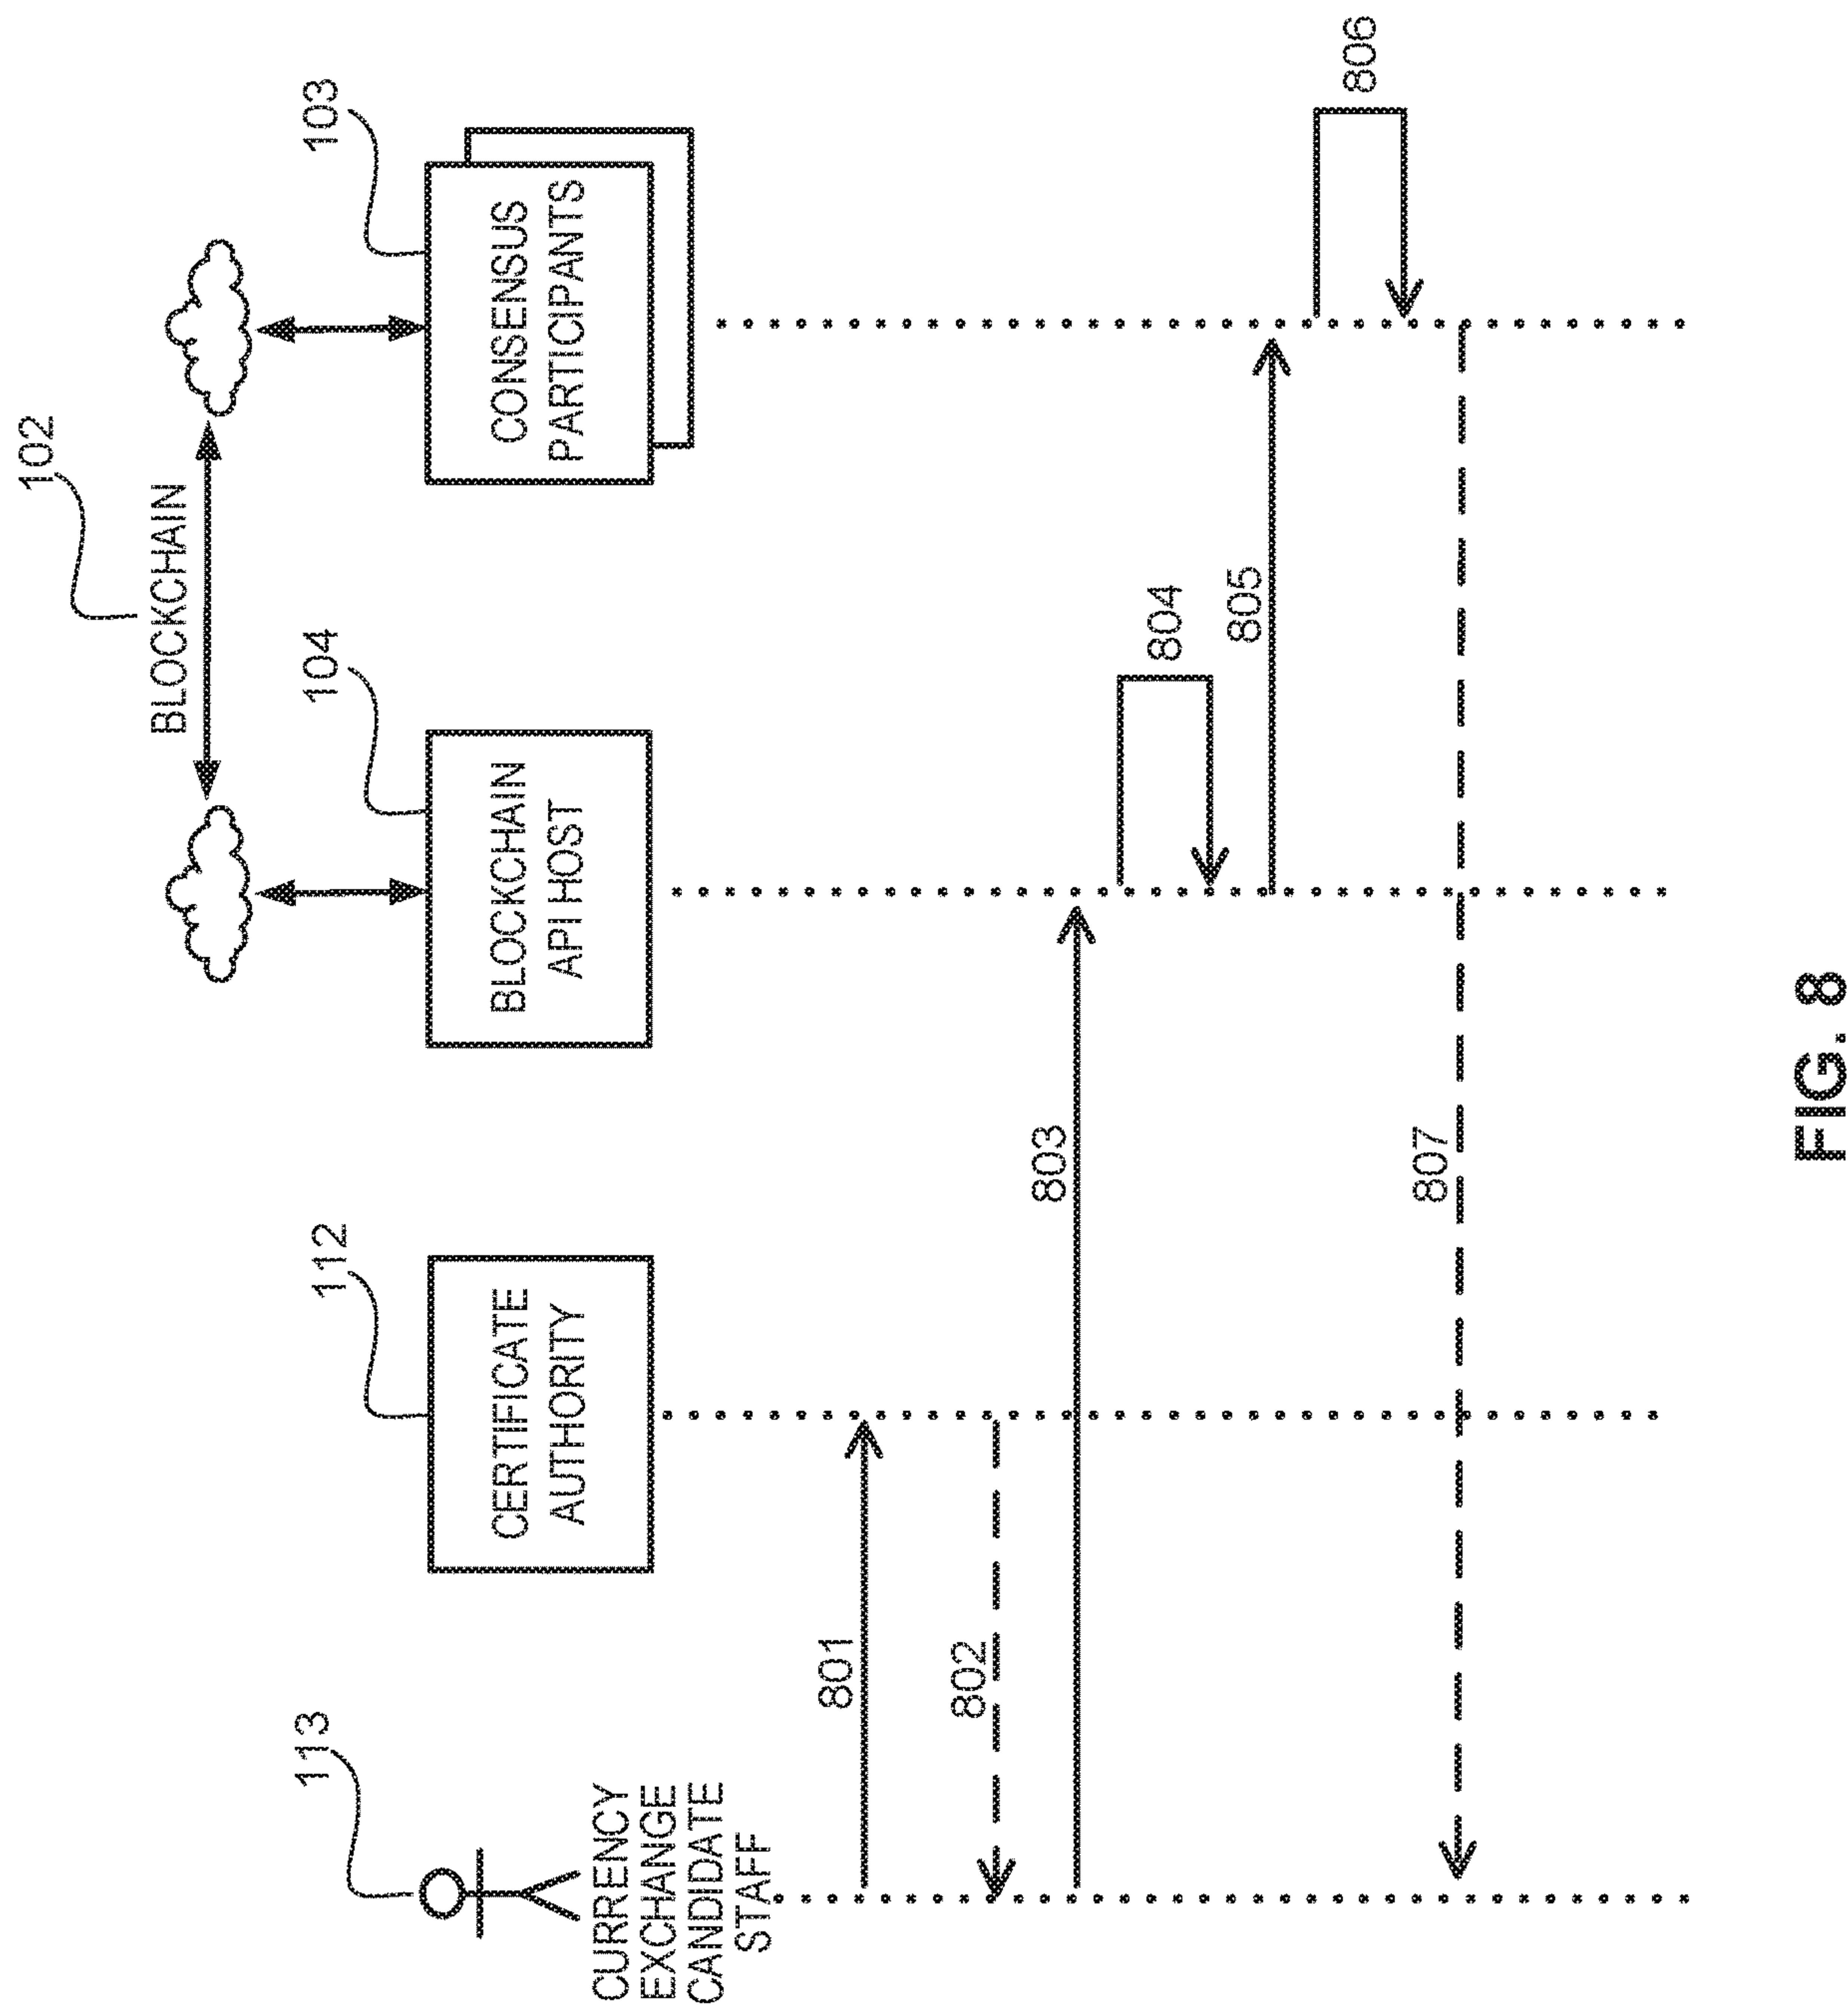 102
BLOCKCHAIN
113
112
104
103
CURRENCY
EXCHANGE
CANDIDATE
STAFF
CERTIFICATE
AUTHORITY
BLOCKCHAIN
API HOST
CONSENSUS
PARTICIPANTS
801
802
803
804
805
806
807
FIG. 8